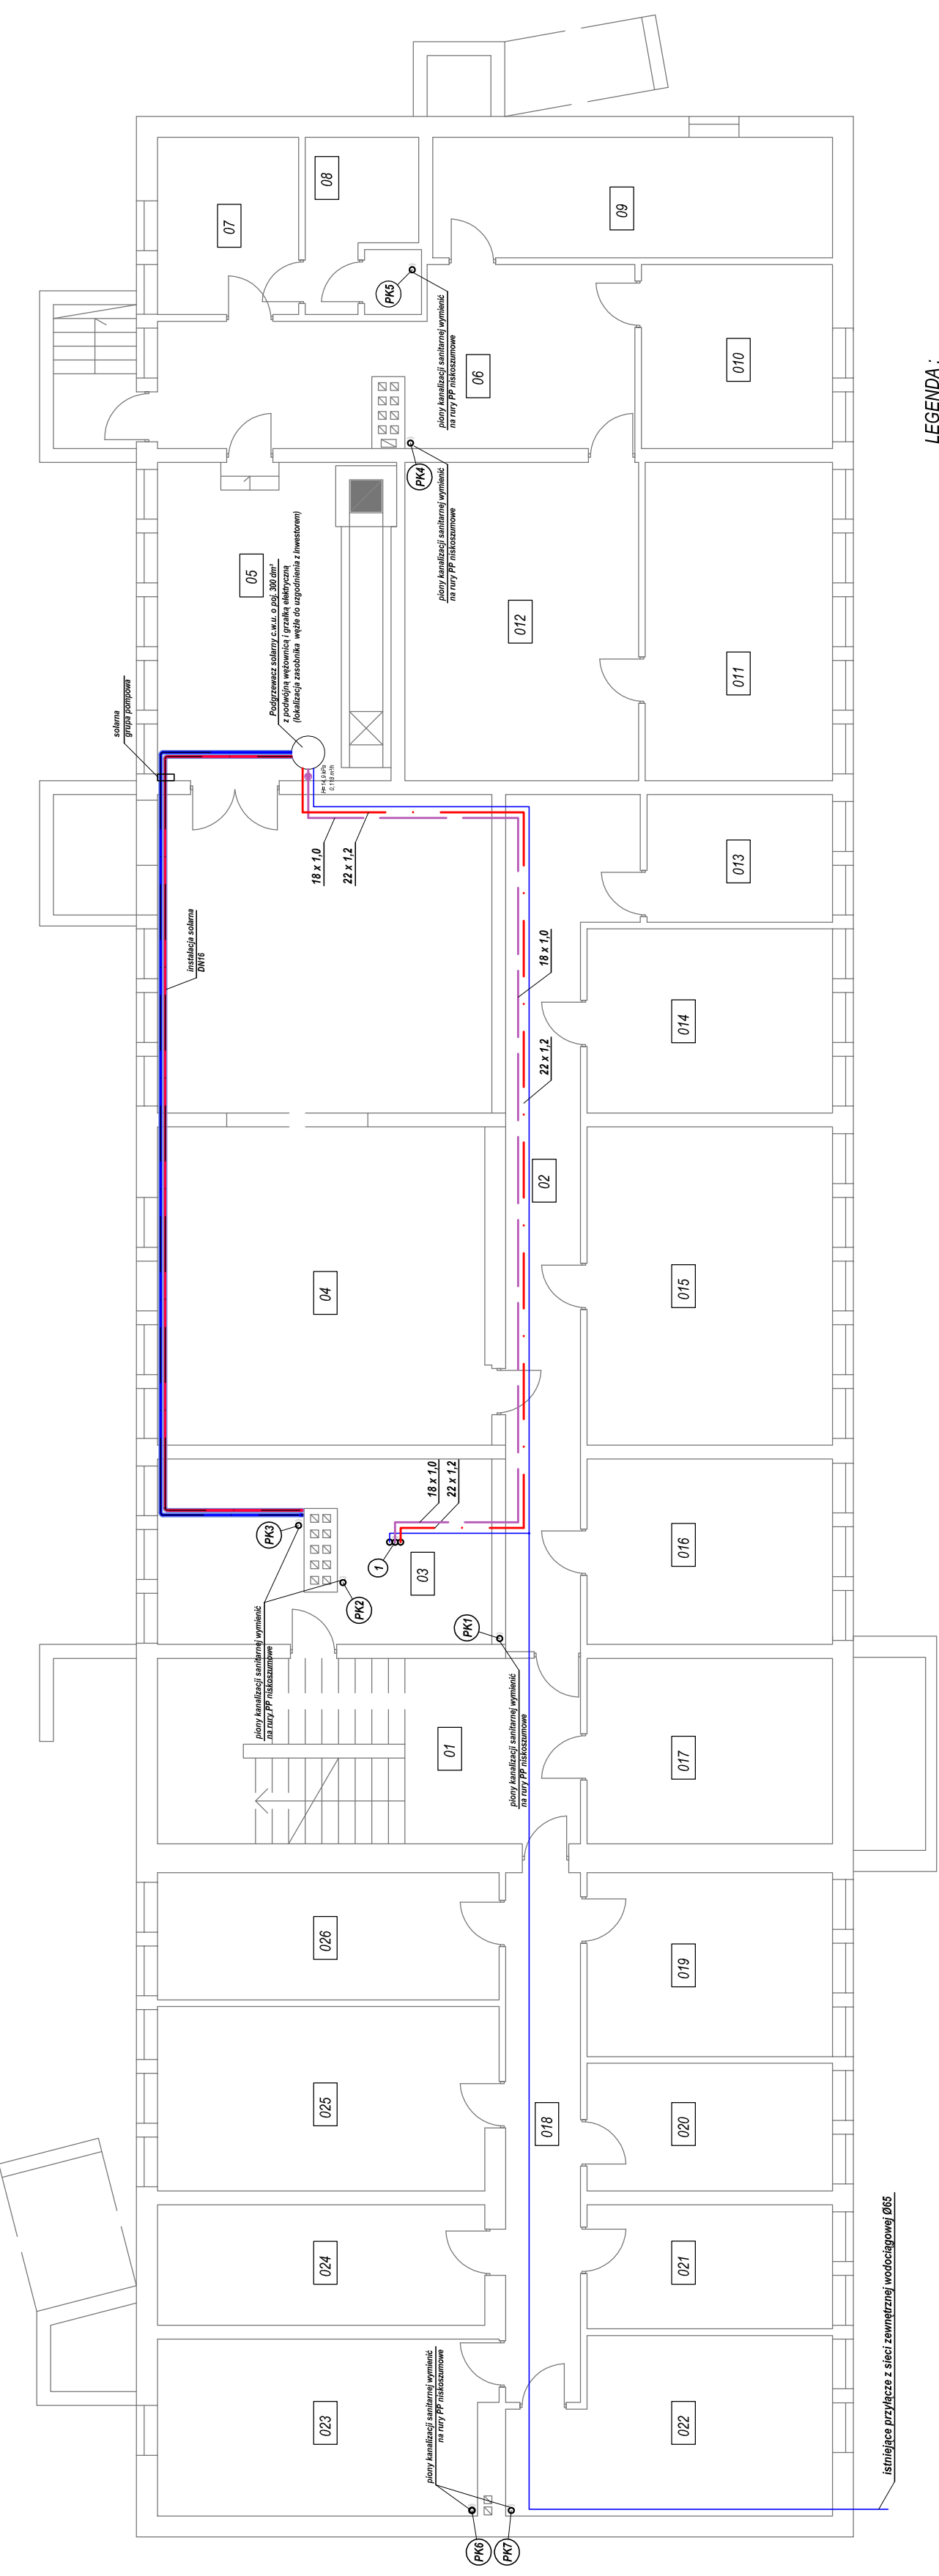 solarna
grupa pompowa
instalacja solarna
DN16
07
08
05
Podgrzewacz solarny c.w.u. o poj. 300 dm³
z podwójną wężownicą i grzałką elektryczną
(lokalizacja zasobnika węźle do uzgodnienia z Inwestorem)
H=14,9 kPa
18 x 1,0
22 x 1,2
PK3
PK2
piony kanalizacji sanitarnej wymienić
na rury PP niskoszumowe
026
025
024
023
04
1
03
PK5
PK4
piony kanalizacji sanitarnej wymienić
na rury PP niskoszumowe
piony kanalizacji sanitarnej wymienić
na rury PP niskoszumowe
06
18 x 1,0
22 x 1,2
01
PK1
piony kanalizacji sanitarnej wymienić
na rury PP niskoszumowe
piony kanalizacji sanitarnej wymienić
na rury PP niskoszumowe
PK6
PK7
018
02
18 x 1,0
22 x 1,2
012
09
022
021
020
019
017
016
015
014
013
011
010
istniejące przyłącze z sieci zewnętrznej wodociągowej Ø65
LEGENDA :